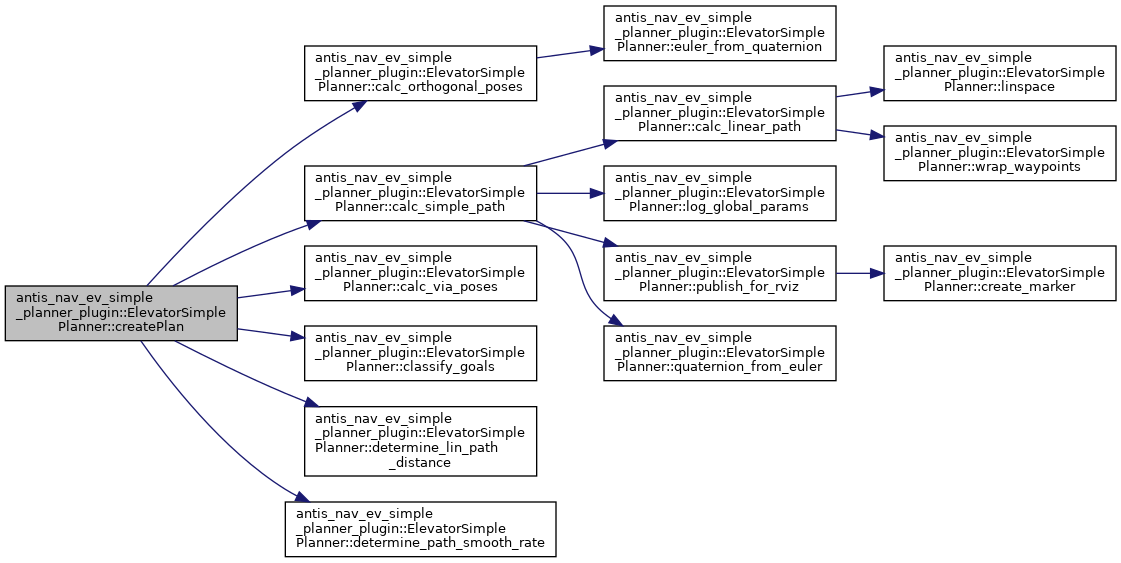 antis_nav_ev_simple
_planner_plugin::ElevatorSimple
Planner::createPlan
antis_nav_ev_simple
_planner_plugin::ElevatorSimple
Planner::calc_orthogonal_poses
antis_nav_ev_simple
_planner_plugin::ElevatorSimple
Planner::calc_simple_path
antis_nav_ev_simple
_planner_plugin::ElevatorSimple
Planner::calc_via_poses
antis_nav_ev_simple
_planner_plugin::ElevatorSimple
Planner::classify_goals
antis_nav_ev_simple
_planner_plugin::ElevatorSimple
Planner::determine_lin_path
_distance
antis_nav_ev_simple
_planner_plugin::ElevatorSimple
Planner::determine_path_smooth_rate
antis_nav_ev_simple
_planner_plugin::ElevatorSimple
Planner::euler_from_quaternion
antis_nav_ev_simple
_planner_plugin::ElevatorSimple
Planner::calc_linear_path
antis_nav_ev_simple
_planner_plugin::ElevatorSimple
Planner::log_global_params
antis_nav_ev_simple
_planner_plugin::ElevatorSimple
Planner::publish_for_rviz
antis_nav_ev_simple
_planner_plugin::ElevatorSimple
Planner::quaternion_from_euler
antis_nav_ev_simple
_planner_plugin::ElevatorSimple
Planner::linspace
antis_nav_ev_simple
_planner_plugin::ElevatorSimple
Planner::wrap_waypoints
antis_nav_ev_simple
_planner_plugin::ElevatorSimple
Planner::create_marker